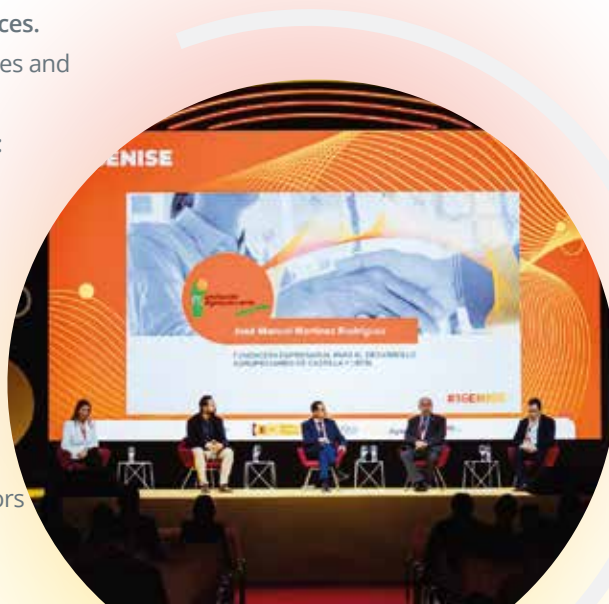 ces.
es and
:
ENISE
José Manuel Martínez Rodríguez
FUNDACIÓN EMPRESARIAL PARA EL DESARROLLO
AGROPECUARIO DE CASTILLA Y LEÓN
#16ENISE
ors